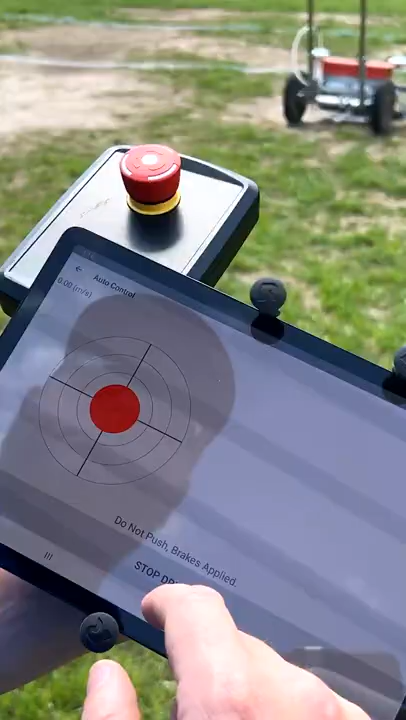 Auto Control
0.00 (m/s)
Do Not Push, Brakes Applied.
STOP